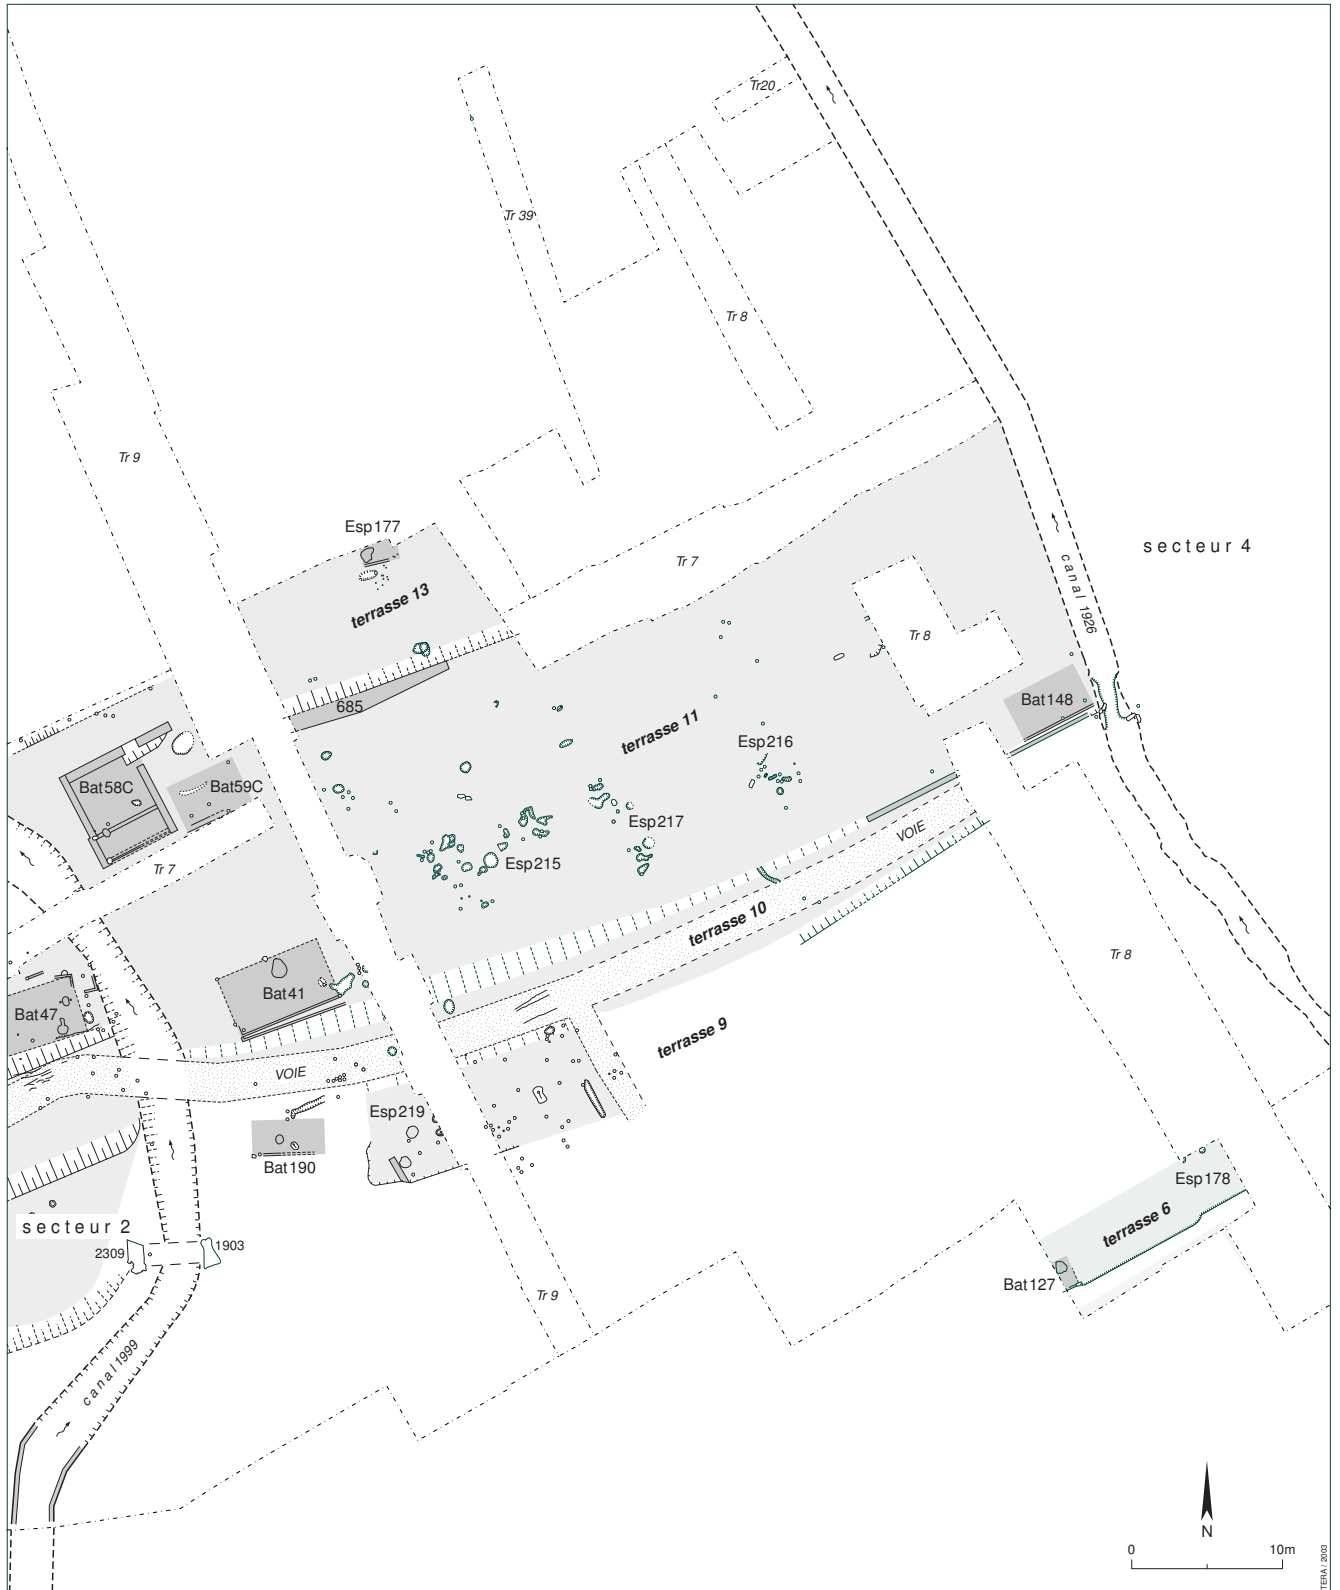 Tr20
Tr 39
Tr 8
Tr 9
Esp177
secteur 4
Tr 7
canal 1926
terrasse 13
Tr 8
685
Bat148
terrasse 11
Esp216
Bat58C
Bat59C
Esp217
VOIE
Tr 7
Esp215
terrasse 10
Tr 8
Bat41
Bat47
terrasse 9
VOIE
Esp219
Bat190
Esp178
secteur 2
terrasse 6
2309
1903
Bat127
Tr 9
canal 1999
N
0 10m
TERA / 2003